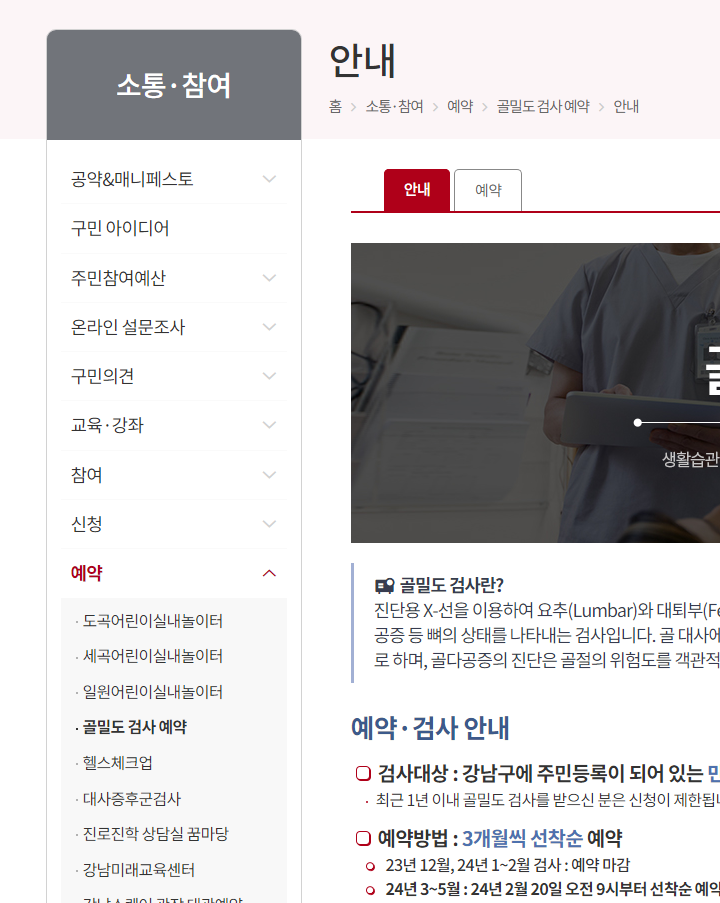 소통·참여
안내
홈 > 소통·참여 > 예약 > 골밀도 검사 예약 > 안내
공약&매니페스토
구민 아이디어
주민참여예산
온라인 설문조사
구민의견
교육·강좌
참여
신청
예약
· 도곡어린이실내놀이터
· 세곡어린이실내놀이터
· 일원어린이실내놀이터
· 골밀도 검사 예약
· 헬스체크업
· 대사증후군검사
· 진로진학 상담실 꿈마당
· 강남미래교육센터
안내
예약
생활습관
골밀도 검사란?
진단용 X-선을 이용하여 요추(Lumbar)와 대퇴부(Fe
공증 등 뼈의 상태를 나타내는 검사입니다. 골 대사에
로 하며, 골다공증의 진단은 골절의 위험도를 객관적
예약·검사 안내
검사대상 : 강남구에 주민등록이 되어 있는
· 최근 1년 이내 골밀도 검사를 받으신 분은 신청이 제한됩니
예약방법 : 3개월씩 선착순 예약
23년 12월, 24년 1~2월 검사 : 예약 마감
24년 3~5월 : 24년 2월 20일 오전 9시부터 선착순 예약